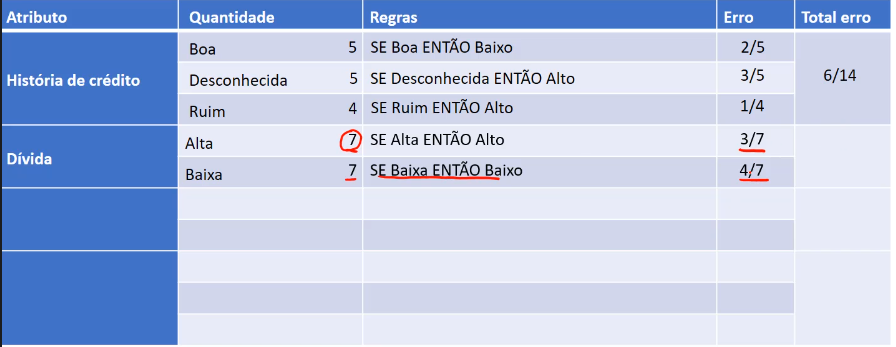 Atributo Quantidade Regras Erro Total erro
História de crédito Boa 5 SE Boa ENTÃO Baixo 2/5 6/14
Desconhecida 5 SE Desconhecida ENTÃO Alto 3/5
Ruim 4 SE Ruim ENTÃO Alto 1/4
Dívida Alta 7 SE Alta ENTÃO Alto 3/7
Baixa 7 SE Baixa ENTÃO Baixo 4/7